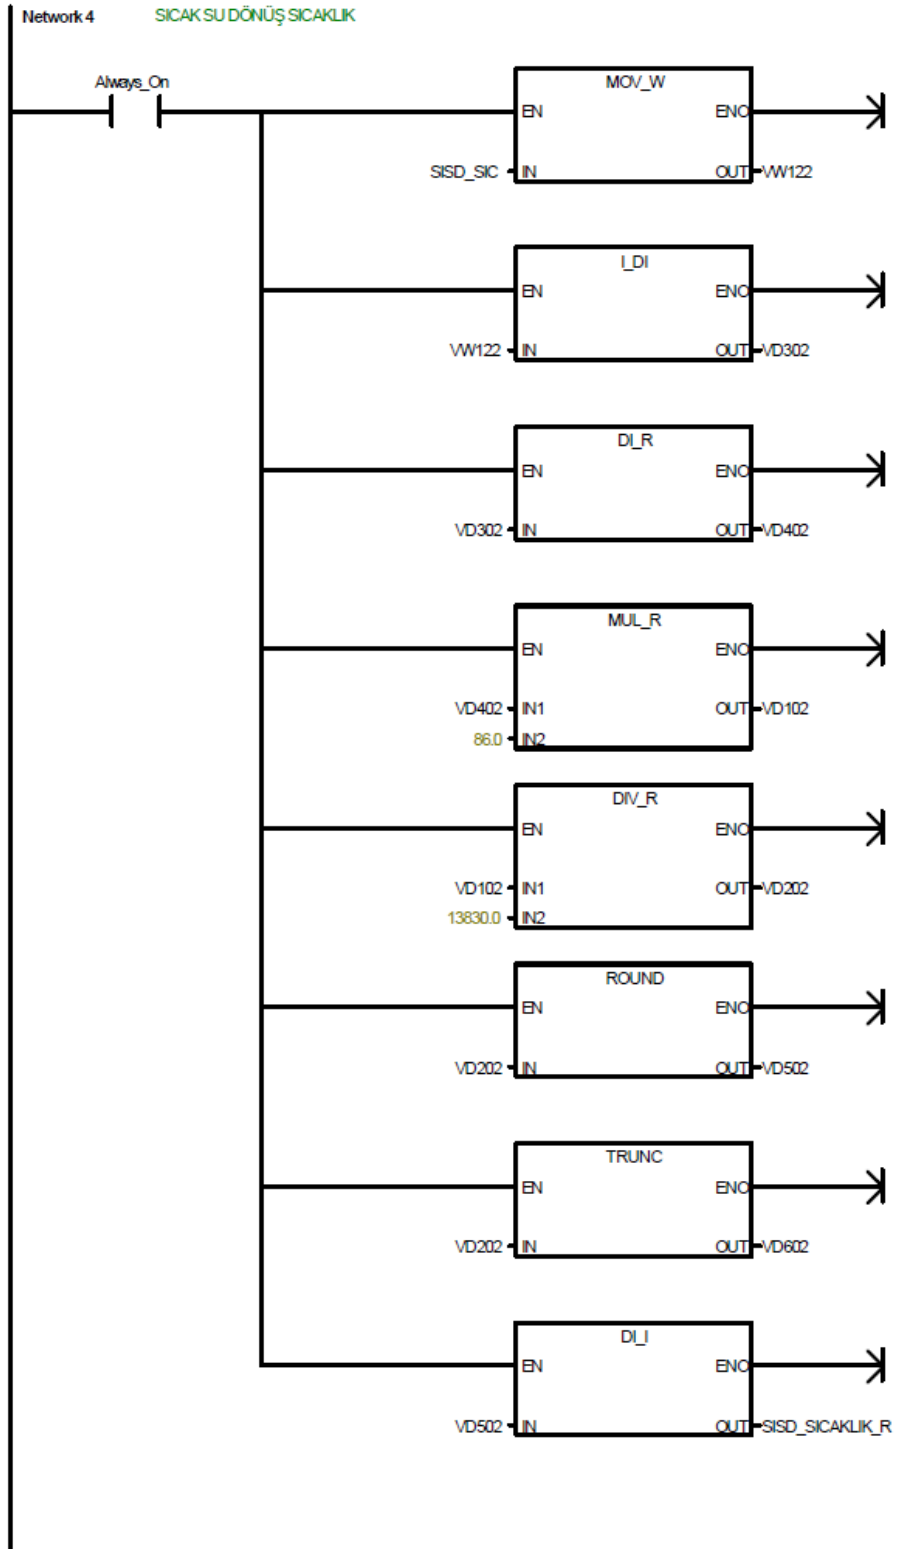 Network 4 SICAK SU DÖNÜŞ SICAKLIK
Always_On
MOV_W
EN ENO
SISD_SIC IN OUT VW122
I_DI
EN ENO
VW122 IN OUT VD302
DI_R
EN ENO
VD302 IN OUT VD402
MUL_R
EN ENO
VD402 IN1 OUT VD102
86.0 IN2
DIV_R
EN ENO
VD102 IN1 OUT VD202
13830.0 IN2
ROUND
EN ENO
VD202 IN OUT VD502
TRUNC
EN ENO
VD202 IN OUT VD602
DI_I
EN ENO
VD502 IN OUT SISD_SICAKLIK_R